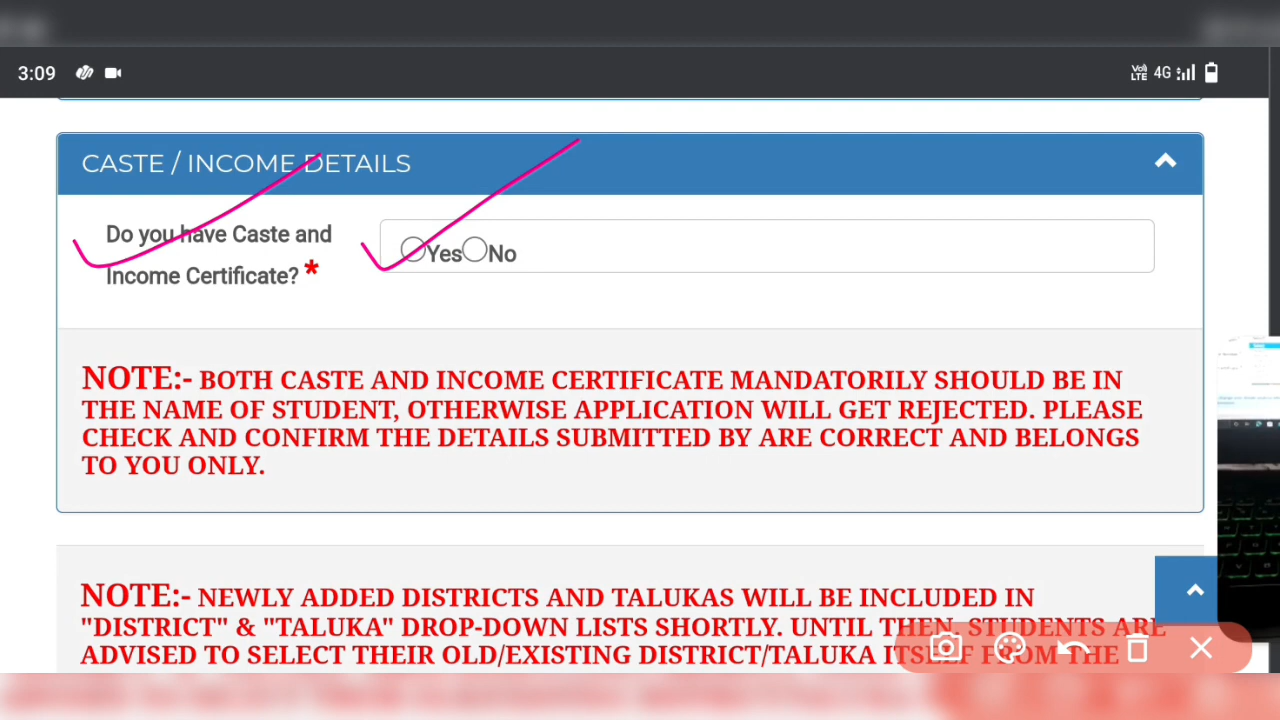 3:09
VoD LTE 4G
CASTE / INCOME DETAILS
Do you have Caste and
Income Certificate? *
Yes No
NOTE:- BOTH CASTE AND INCOME CERTIFICATE MANDATORILY SHOULD BE IN
THE NAME OF STUDENT, OTHERWISE APPLICATION WILL GET REJECTED. PLEASE
CHECK AND CONFIRM THE DETAILS SUBMITTED BY ARE CORRECT AND BELONGS
TO YOU ONLY.
NOTE:- NEWLY ADDED DISTRICTS AND TALUKAS WILL BE INCLUDED IN
"DISTRICT" & "TALUKA" DROP-DOWN LISTS SHORTLY. UNTIL THEN, STUDENTS ARE
ADVISED TO SELECT THEIR OLD/EXISTING DISTRICT/TALUKA ITSELF FROM THE